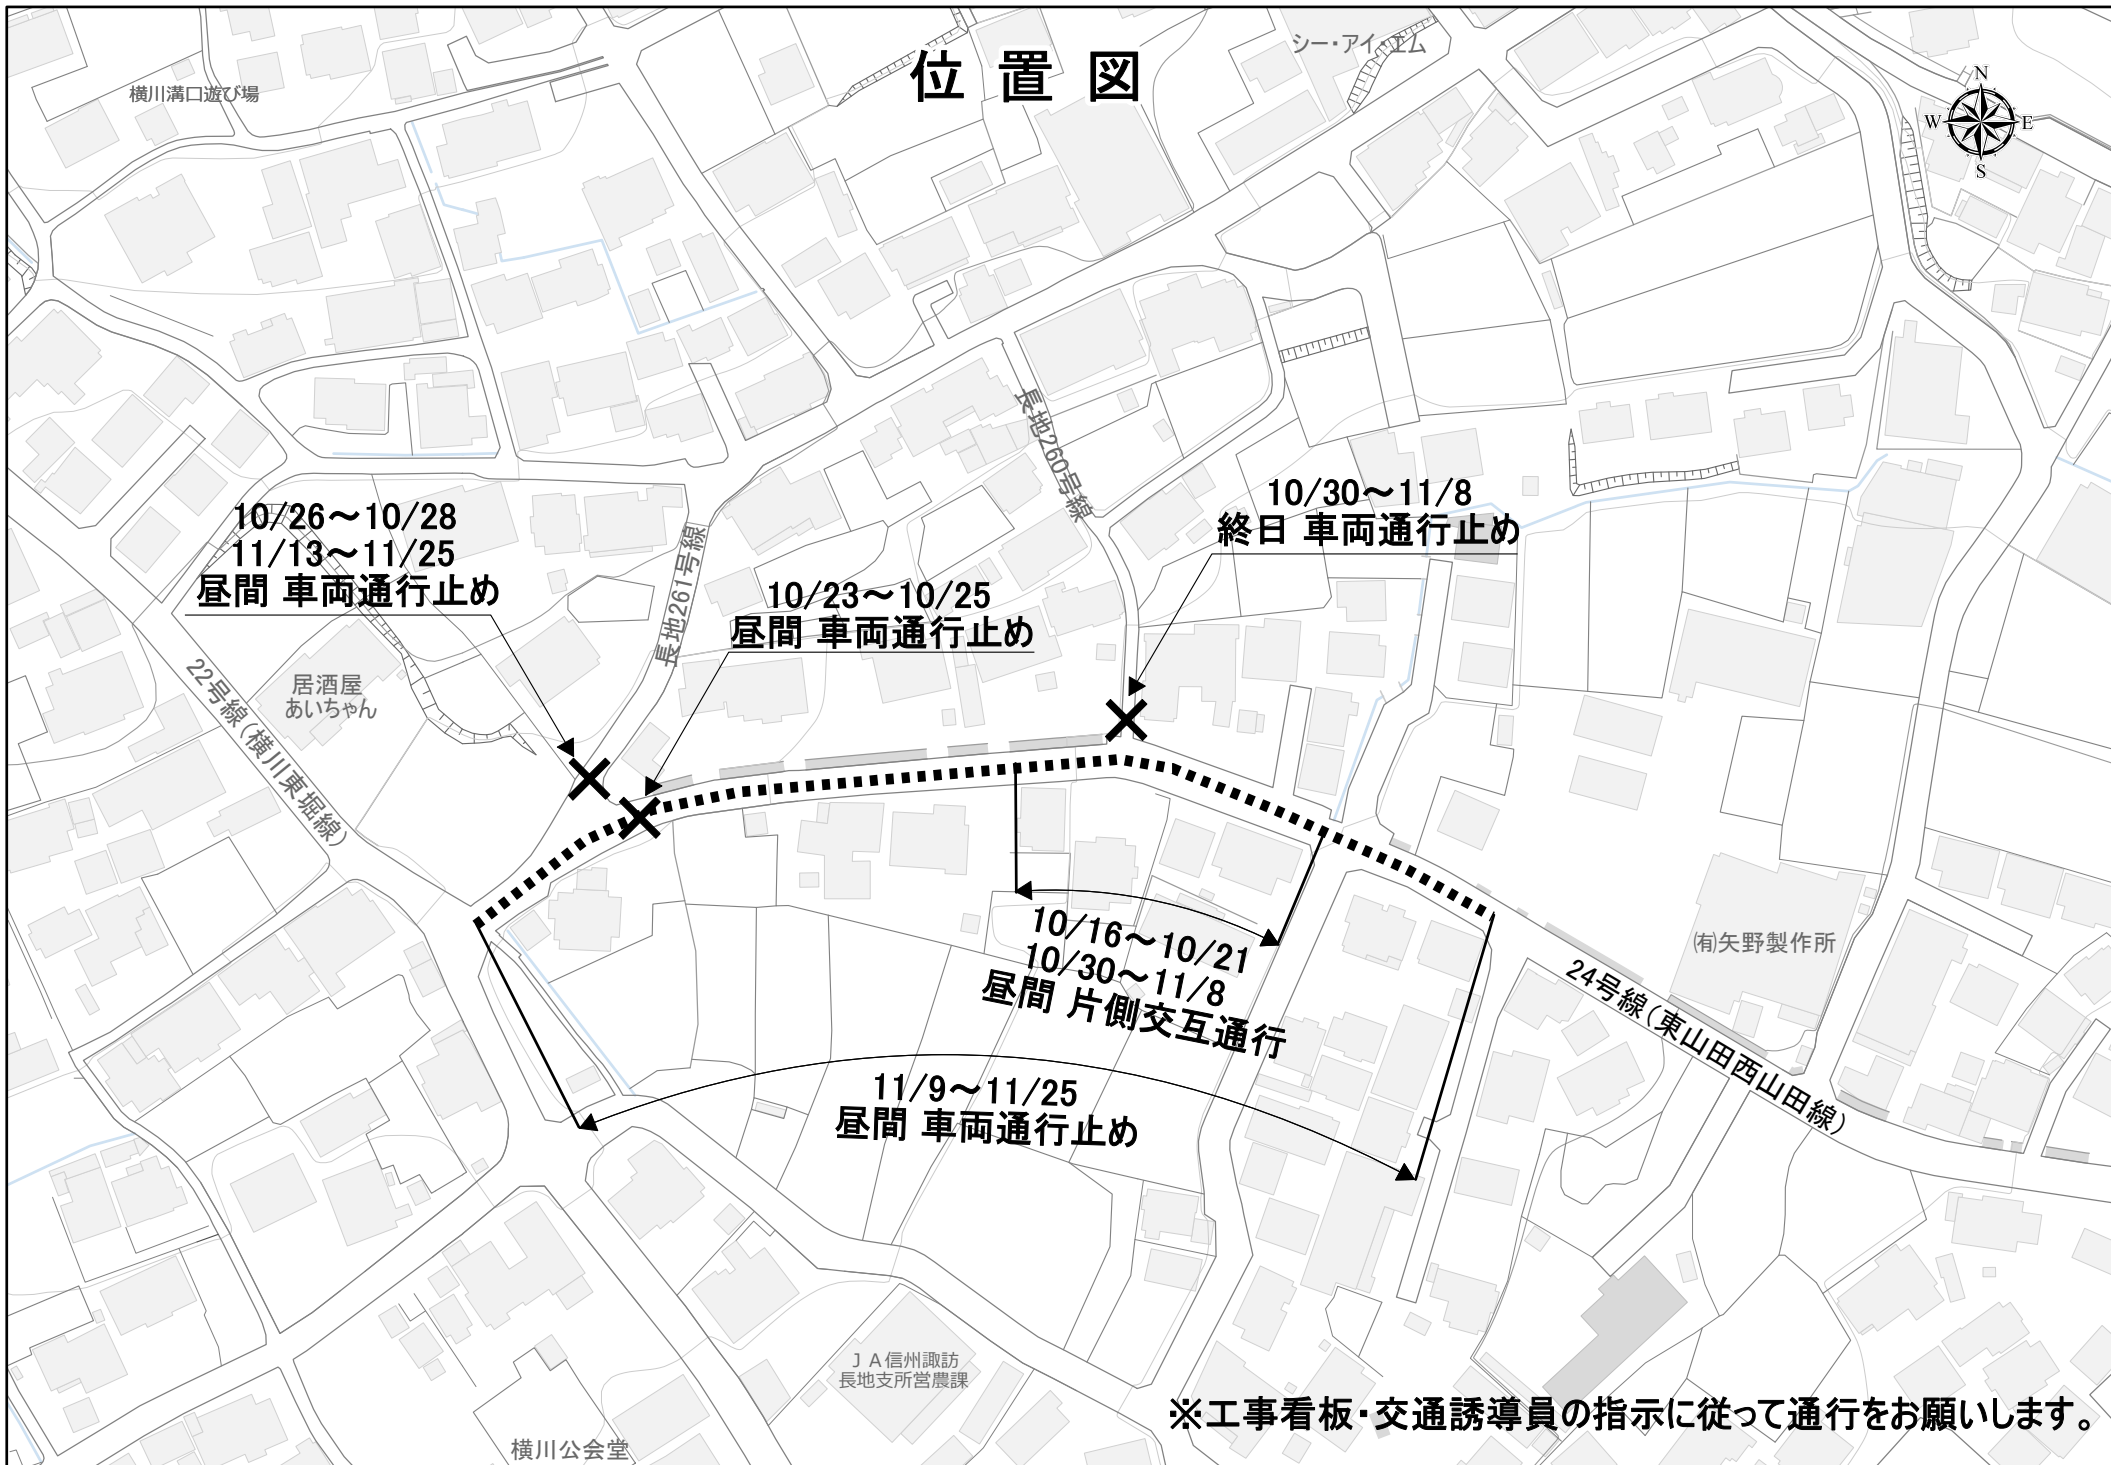 位置図
シー・アイ・エム
横川溝口遊び場
N
W
E
S
長地260号線
10/26～10/28
11/13～11/25
昼間 車両通行止め
10/30～11/8
終日 車両通行止め
長地261号線
10/23～10/25
昼間 車両通行止め
22号線（横川東堀線）
居酒屋
あいちゃん
10/16～10/21
10/30～11/8
昼間 片側交互通行
㈲矢野製作所
24号線（東山田西山田線）
11/9～11/25
昼間 車両通行止め
ＪＡ信州諏訪
長地支所営農課
※工事看板・交通誘導員の指示に従って通行をお願いします。
横川公会堂